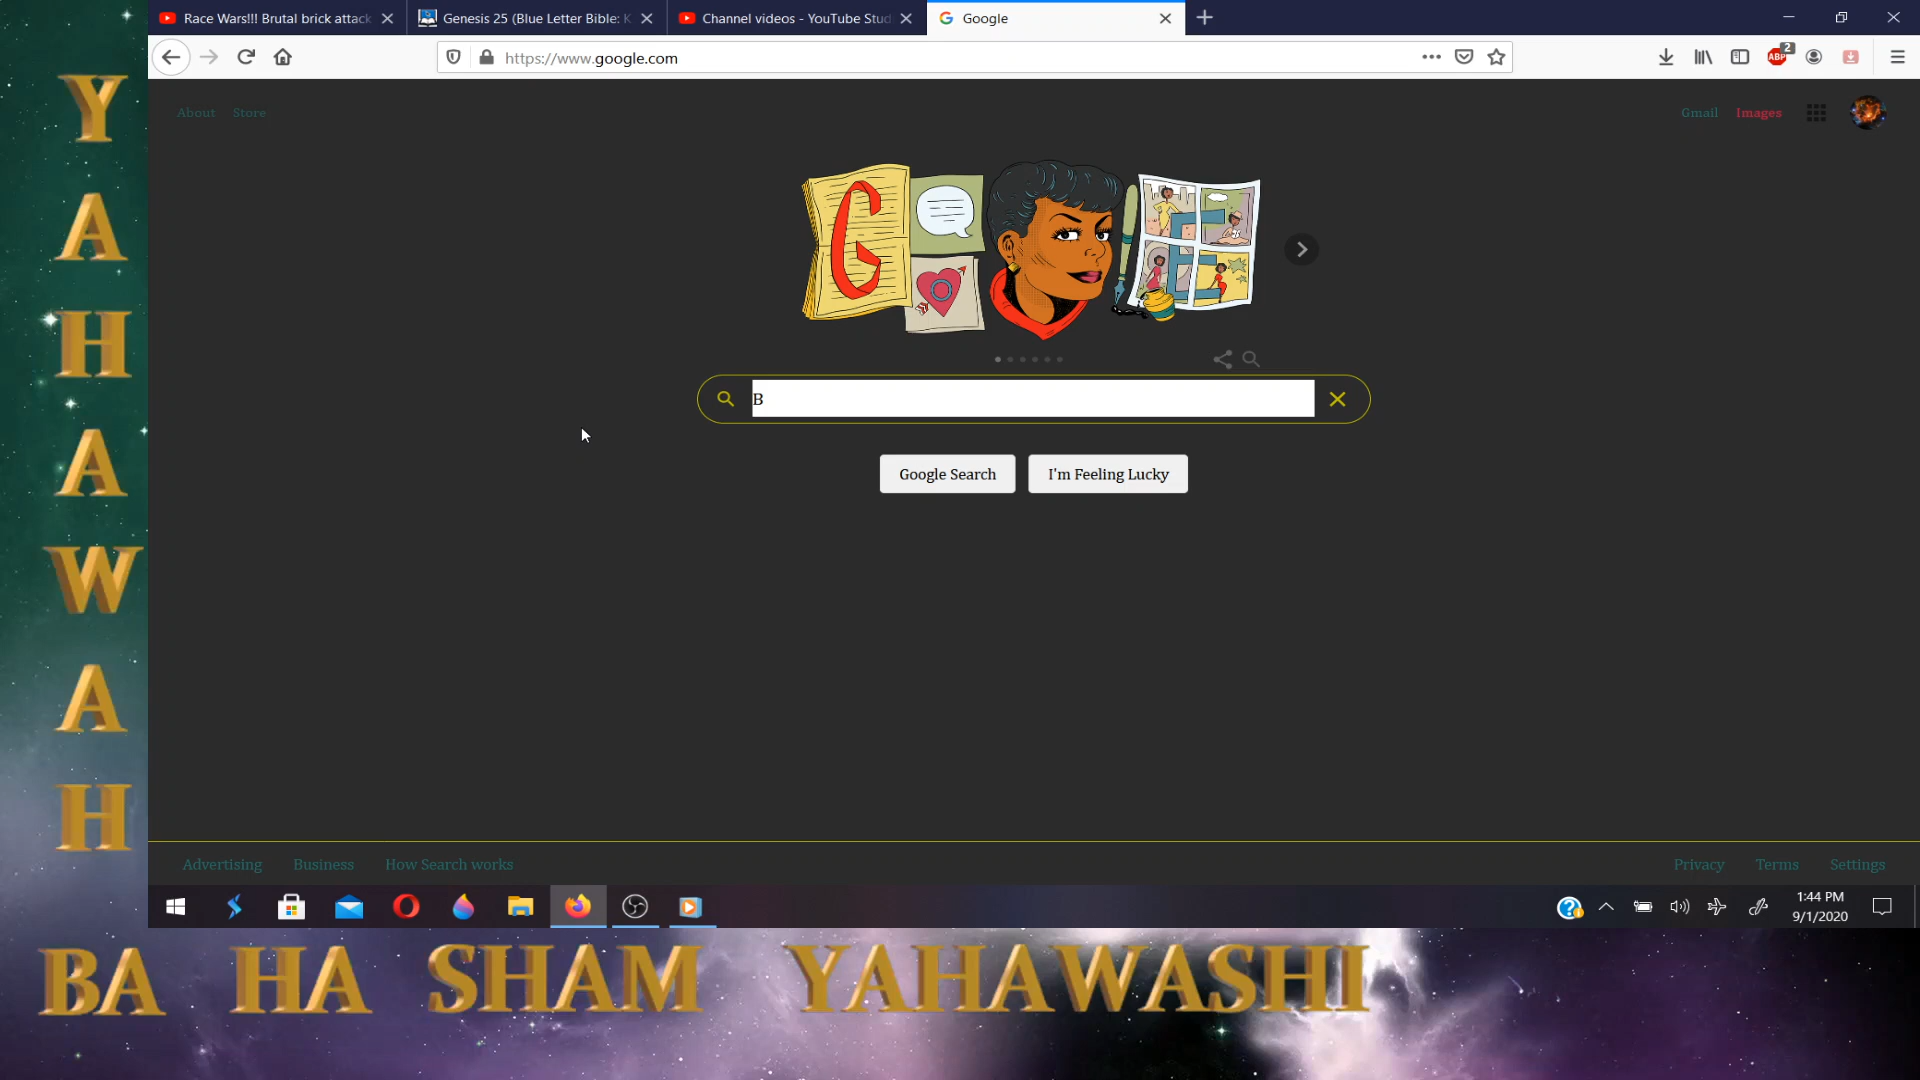 Race Wars!!! Brutal brick attack
Genesis 25 (Blue Letter Bible: K
Channel videos - YouTube Stud
Google
https://www.google.com
ABP
2
About Store
Gmail Images
G
B
Google Search
I'm Feeling Lucky
Advertising Business How Search works
Privacy Terms Settings
1:44 PM
9/1/2020
Y
A
H
A
W
A
H
BA HA SHAM YAHAWASHI